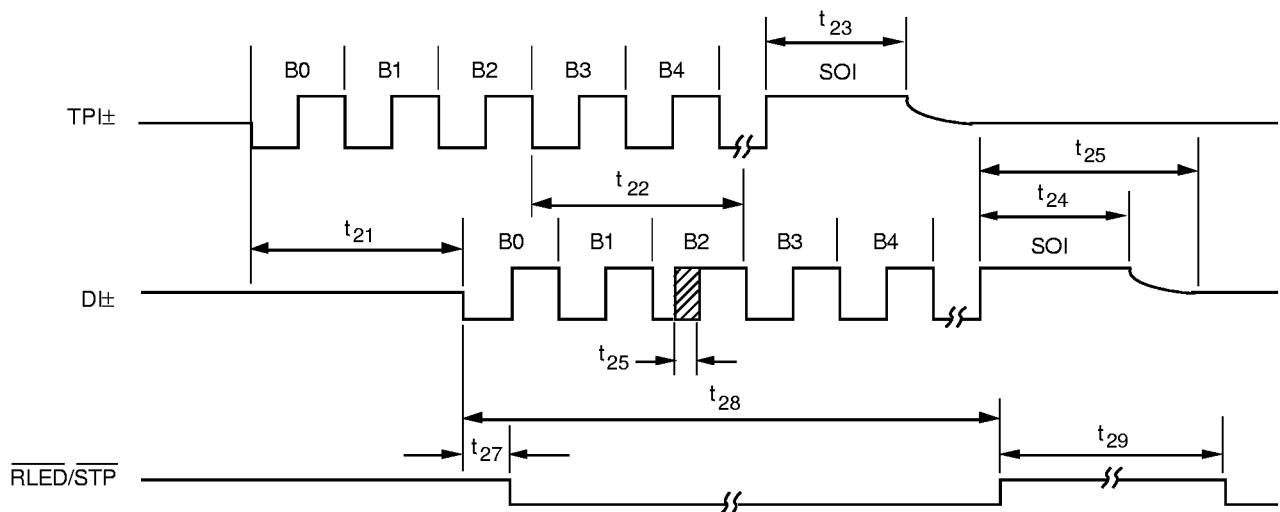 t23
B0 B1 B2 B3 B4 SOI
TPI±
t25
t22
t24
t21
B0 B1 B2 B3 B4 SOI
DI±
t25
t28
t27 t29
RLED/STP